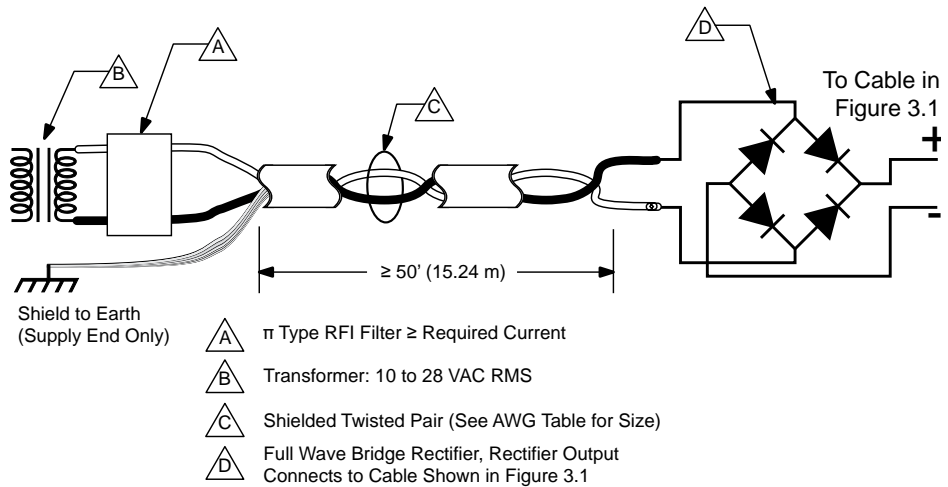 D
A
B
To Cable in
Figure 3.1
C
+
-
≥ 50’ (15.24 m)
Shield to Earth
(Supply End Only)
A π Type RFI Filter ≥ Required Current
B Transformer: 10 to 28 VAC RMS
C Shielded Twisted Pair (See AWG Table for Size)
D Full Wave Bridge Rectifier, Rectifier Output
Connects to Cable Shown in Figure 3.1